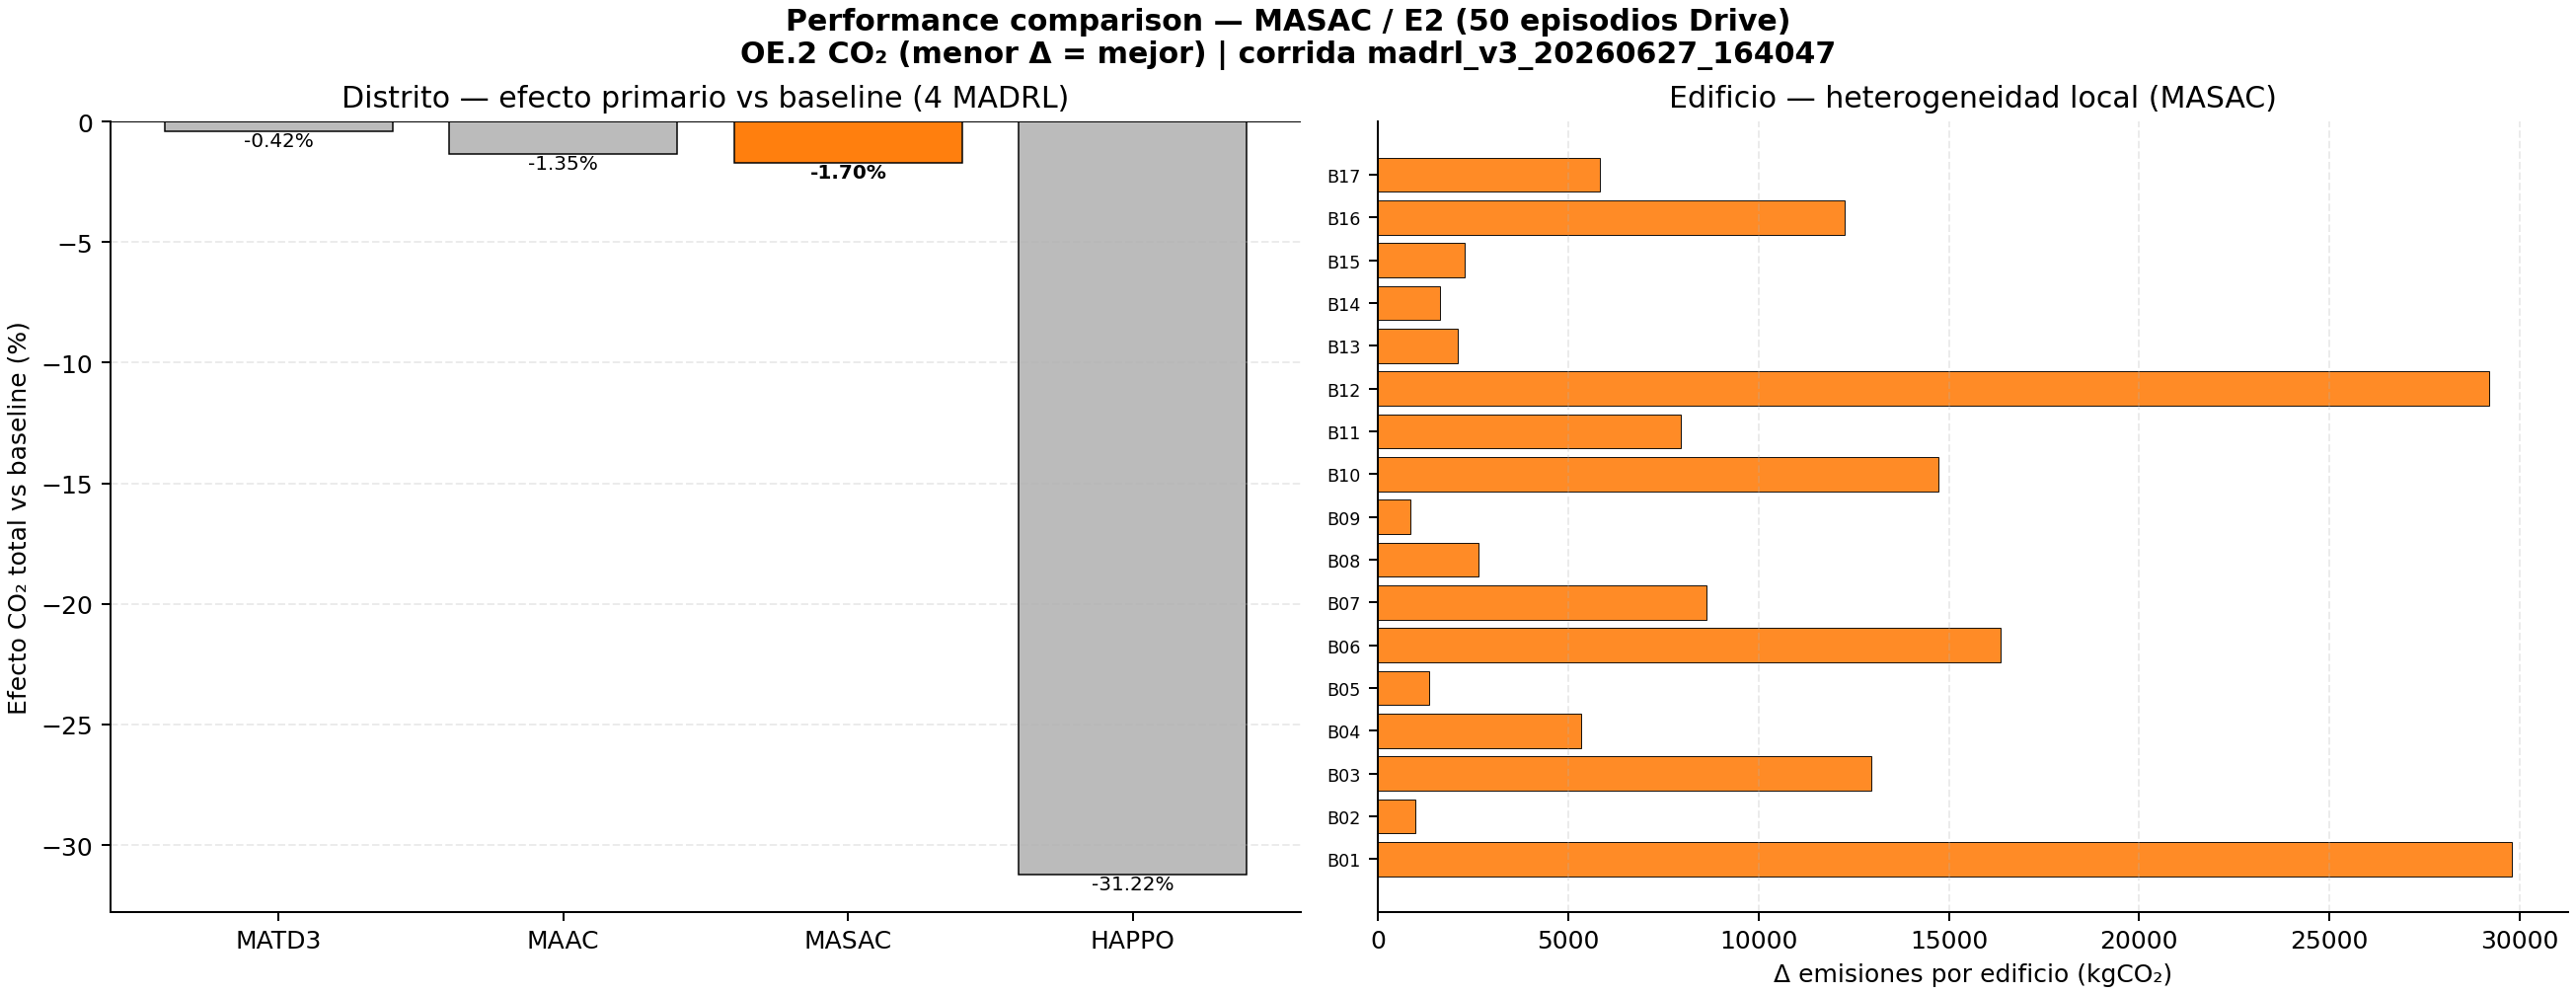 Performance comparison — MASAC / E2 (50 episodios Drive)
OE.2 CO₂ (menor Δ = mejor) | corrida madrl_v3_20260627_164047
Distrito — efecto primario vs baseline (4 MADRL)
Efecto CO₂ total vs baseline (%)
0
−5
−10
−15
−20
−25
−30
-0.42%
-1.35%
-1.70%
-31.22%
MATD3
MAAC
MASAC
HAPPO
Edificio — heterogeneidad local (MASAC)
B17
B16
B15
B14
B13
B12
B11
B10
B09
B08
B07
B06
B05
B04
B03
B02
B01
0
5000
10000
15000
20000
25000
30000
Δ emisiones por edificio (kgCO₂)